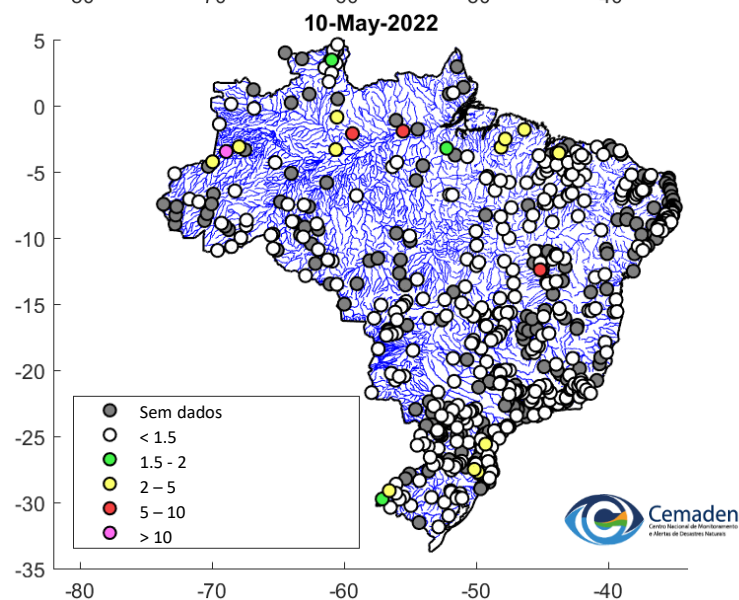 -80 -70 -60 -50 -40
10-May-2022
5
0
-5
-10
-15
-20
-25
-30
-35
Sem dados
< 1.5
1.5 - 2
2 – 5
5 – 10
> 10
Cemaden
Centro Nacional de Monitoramento
e Alertas de Desastres Naturais
-80 -70 -60 -50 -40